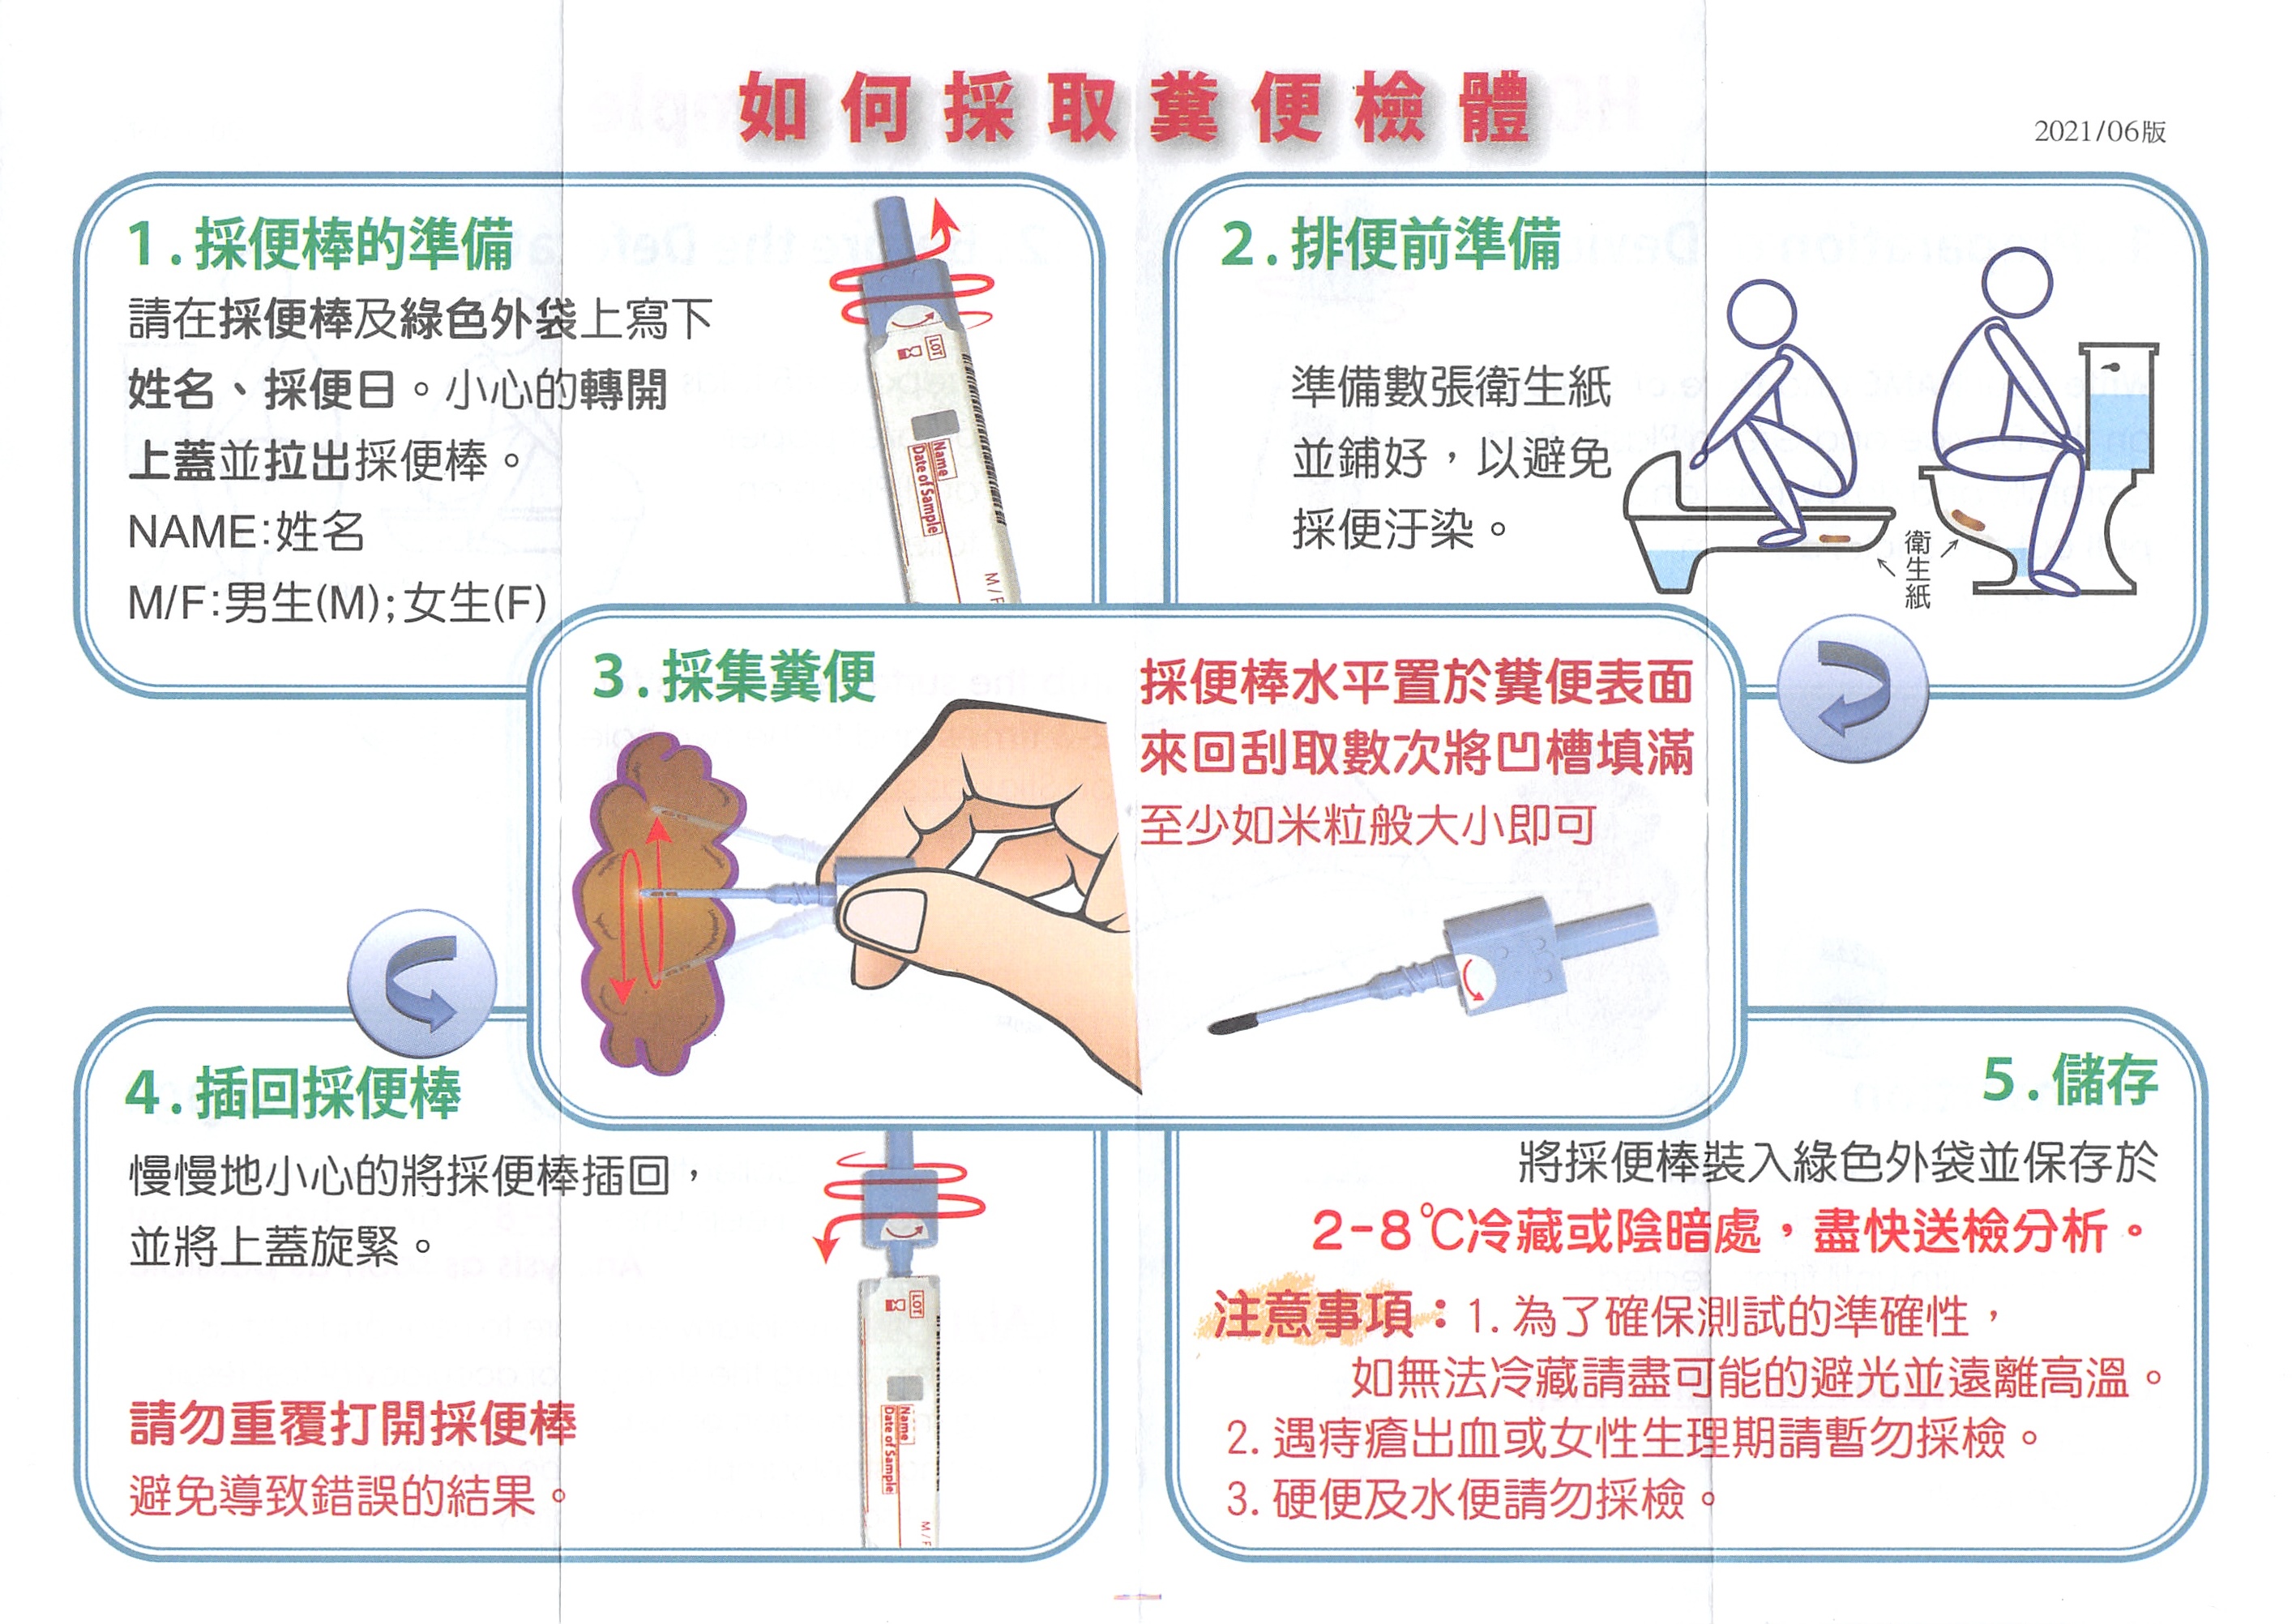 如何採取糞便檢體
2021/06版
1.採便棒的準備
請在採便棒及綠色外袋上寫下
姓名、採便日。小心的轉開
上蓋並拉出採便棒。
NAME:姓名
M/F:男生(M);女生(F)
LOT
Name
Date of Sample
M/F
2.排便前準備
準備數張衛生紙
並鋪好,以避免
採便汙染。
衛生紙
3.採集糞便
採便棒水平置於糞便表面
來回刮取數次將凹槽填滿
至少如米粒般大小即可
4.插回採便棒
慢慢地小心的將採便棒插回,
並將上蓋旋緊。
請勿重覆打開採便棒
避免導致錯誤的結果。
LOT
Name
Date of Sample
M/F
5.儲存
將採便棒裝入綠色外袋並保存於
2-8℃冷藏或陰暗處,盡快送檢分析。
注意事項:1. 為了確保測試的準確性,
如無法冷藏請盡可能的避光並遠離高溫。
2. 遇痔瘡出血或女性生理期請暫勿採檢。
3. 硬便及水便請勿採檢。